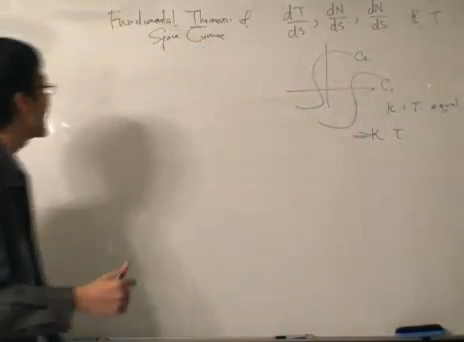 Fundamental Theorem of
Space Curves
dT/ds, dN/ds, dN/ds K T
C₂
C₁
K, T equal
→ K T